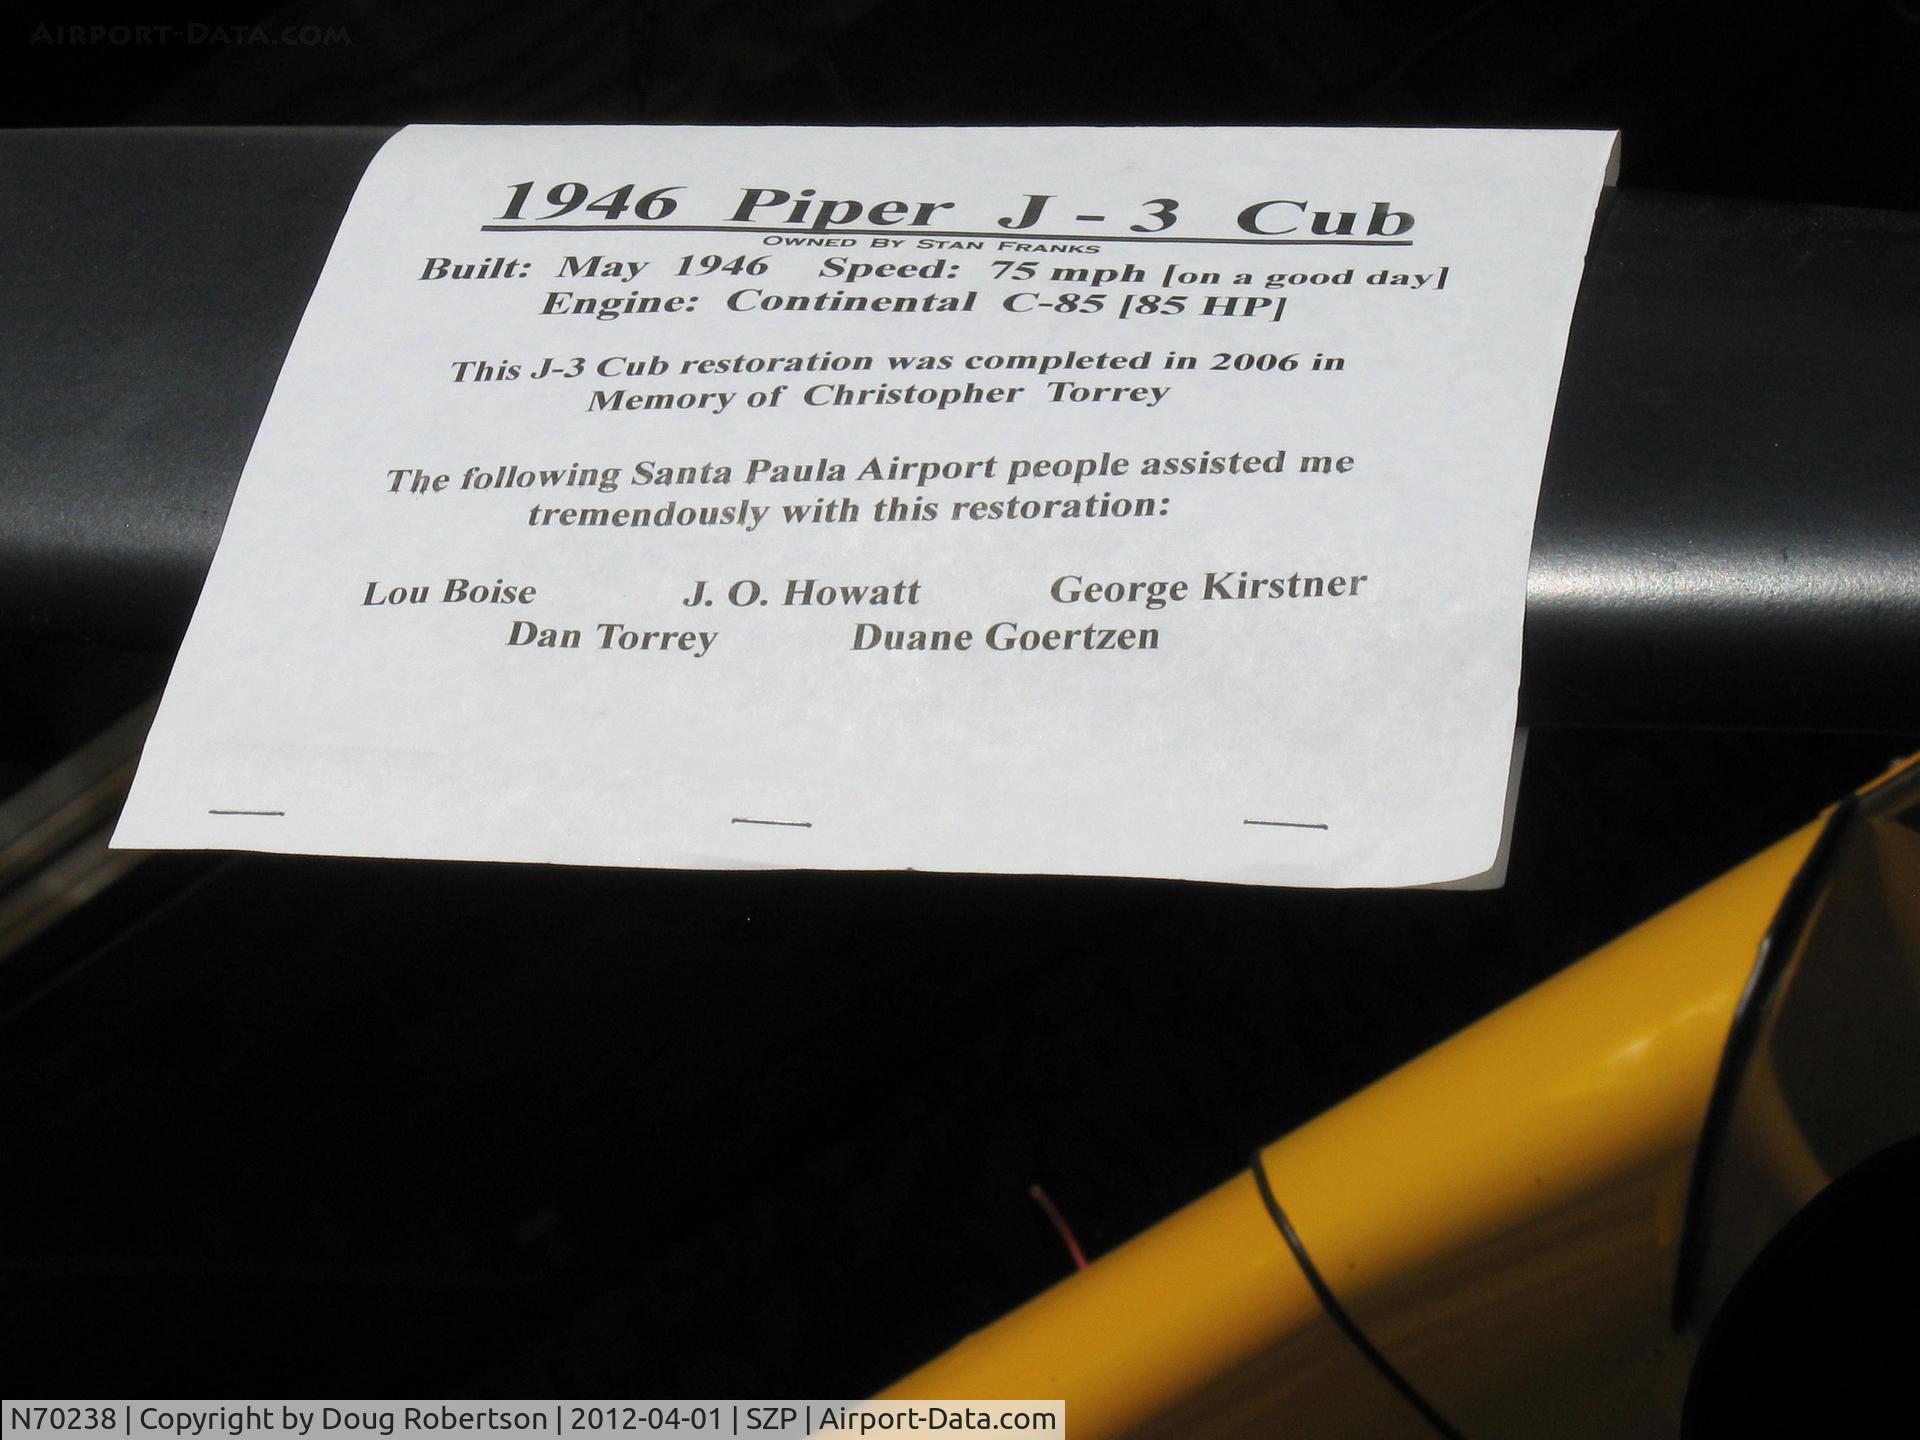 AIRPORT-DATA.COM
1946 Piper J - 3 Cub
OWNED BY STAN FRANKS
Built: May 1946 Speed: 75 mph [on a good day]
Engine: Continental C-85 [85 HP]
This J-3 Cub restoration was completed in 2006 in
Memory of Christopher Torrey
The following Santa Paula Airport people assisted me
tremendously with this restoration:
Lou Boise J. O. Howatt George Kirstner
Dan Torrey Duane Goertzen
N70238 | Copyright by Doug Robertson | 2012-04-01 | SZP | Airport-Data.com